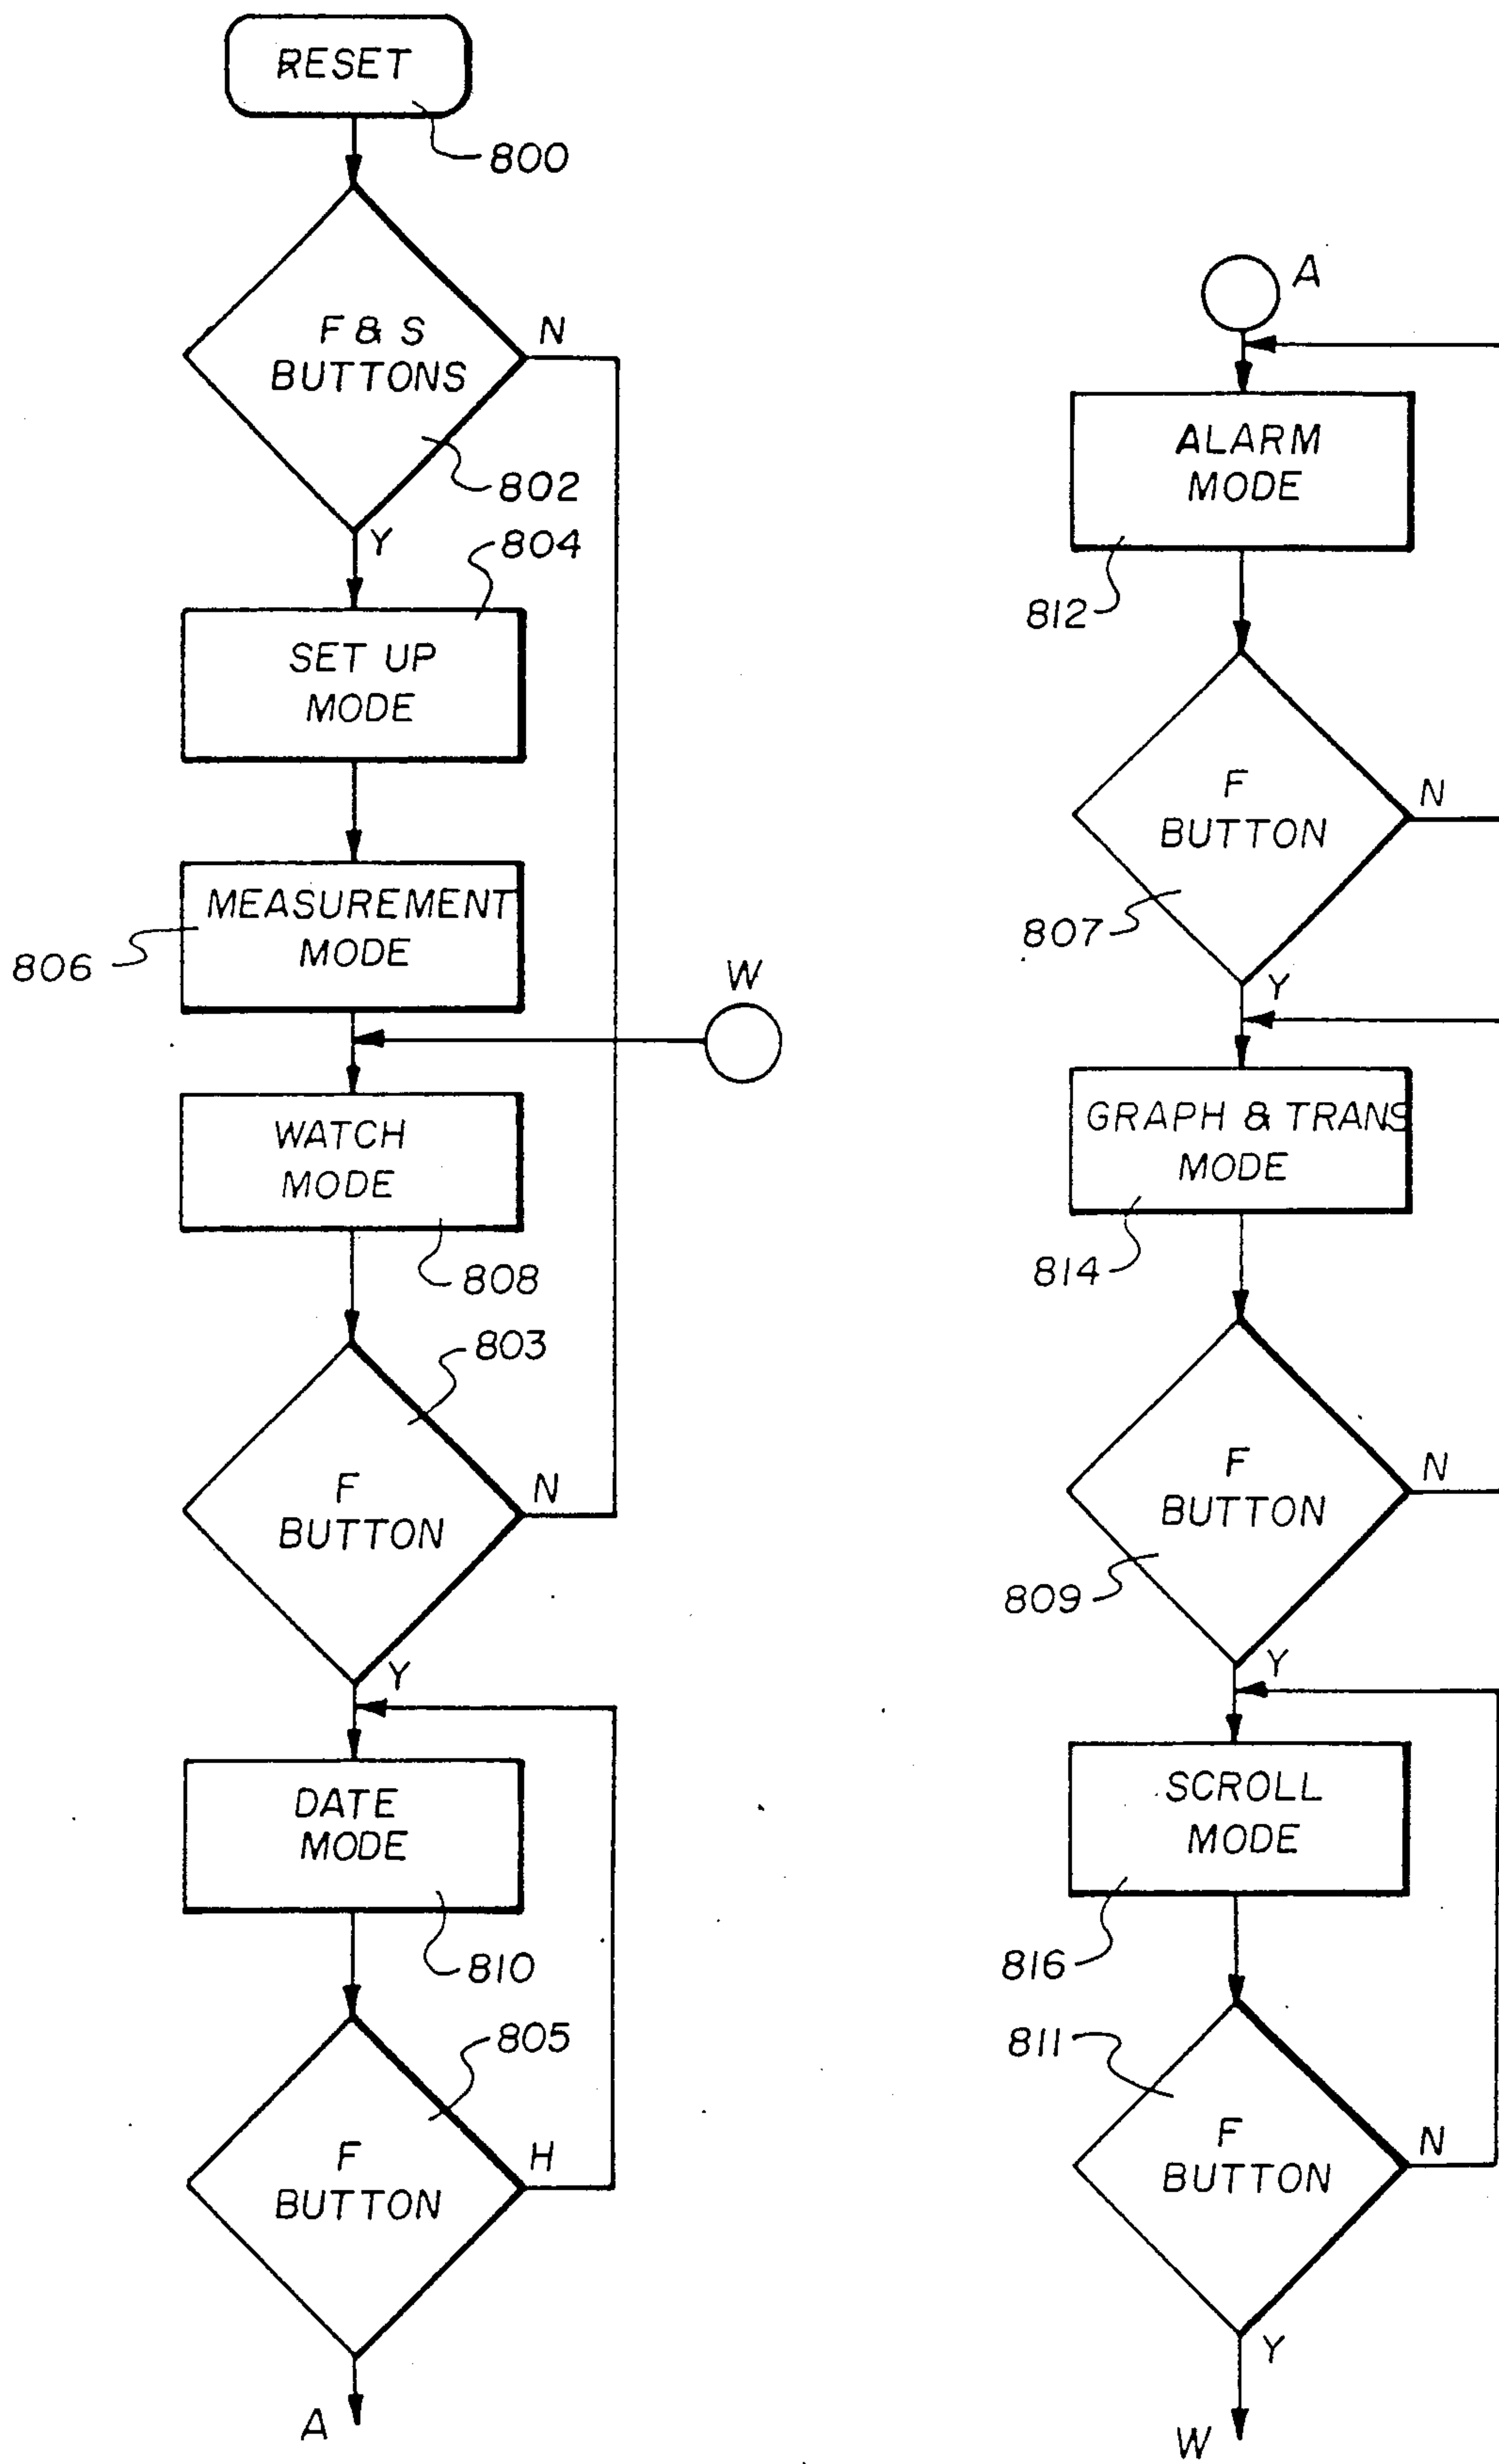 RESET
800
F & S
BUTTONS
N
802
Y
804
SET UP
MODE
MEASUREMENT
MODE
806
W
WATCH
MODE
808
803
F
BUTTON
N
Y
DATE
MODE
810
805
F
BUTTON
H
A
A
ALARM
MODE
812
F
BUTTON
N
807
Y
GRAPH & TRANS
MODE
814
F
BUTTON
N
809
Y
SCROLL
MODE
816
811
F
BUTTON
N
Y
W